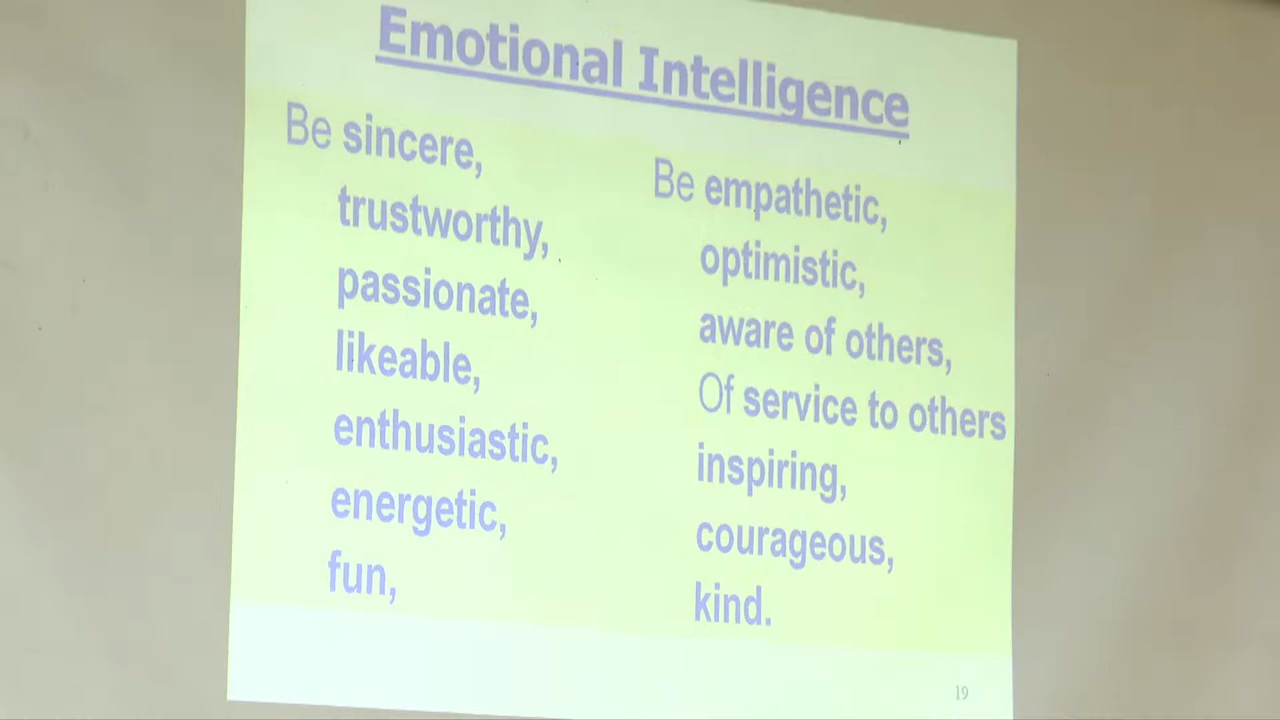 Emotional Intelligence
Be sincere,
trustworthy,
passionate,
likeable,
enthusiastic,
energetic,
fun,
Be empathetic,
optimistic,
aware of others,
Of service to others
inspiring,
courageous,
kind.
19